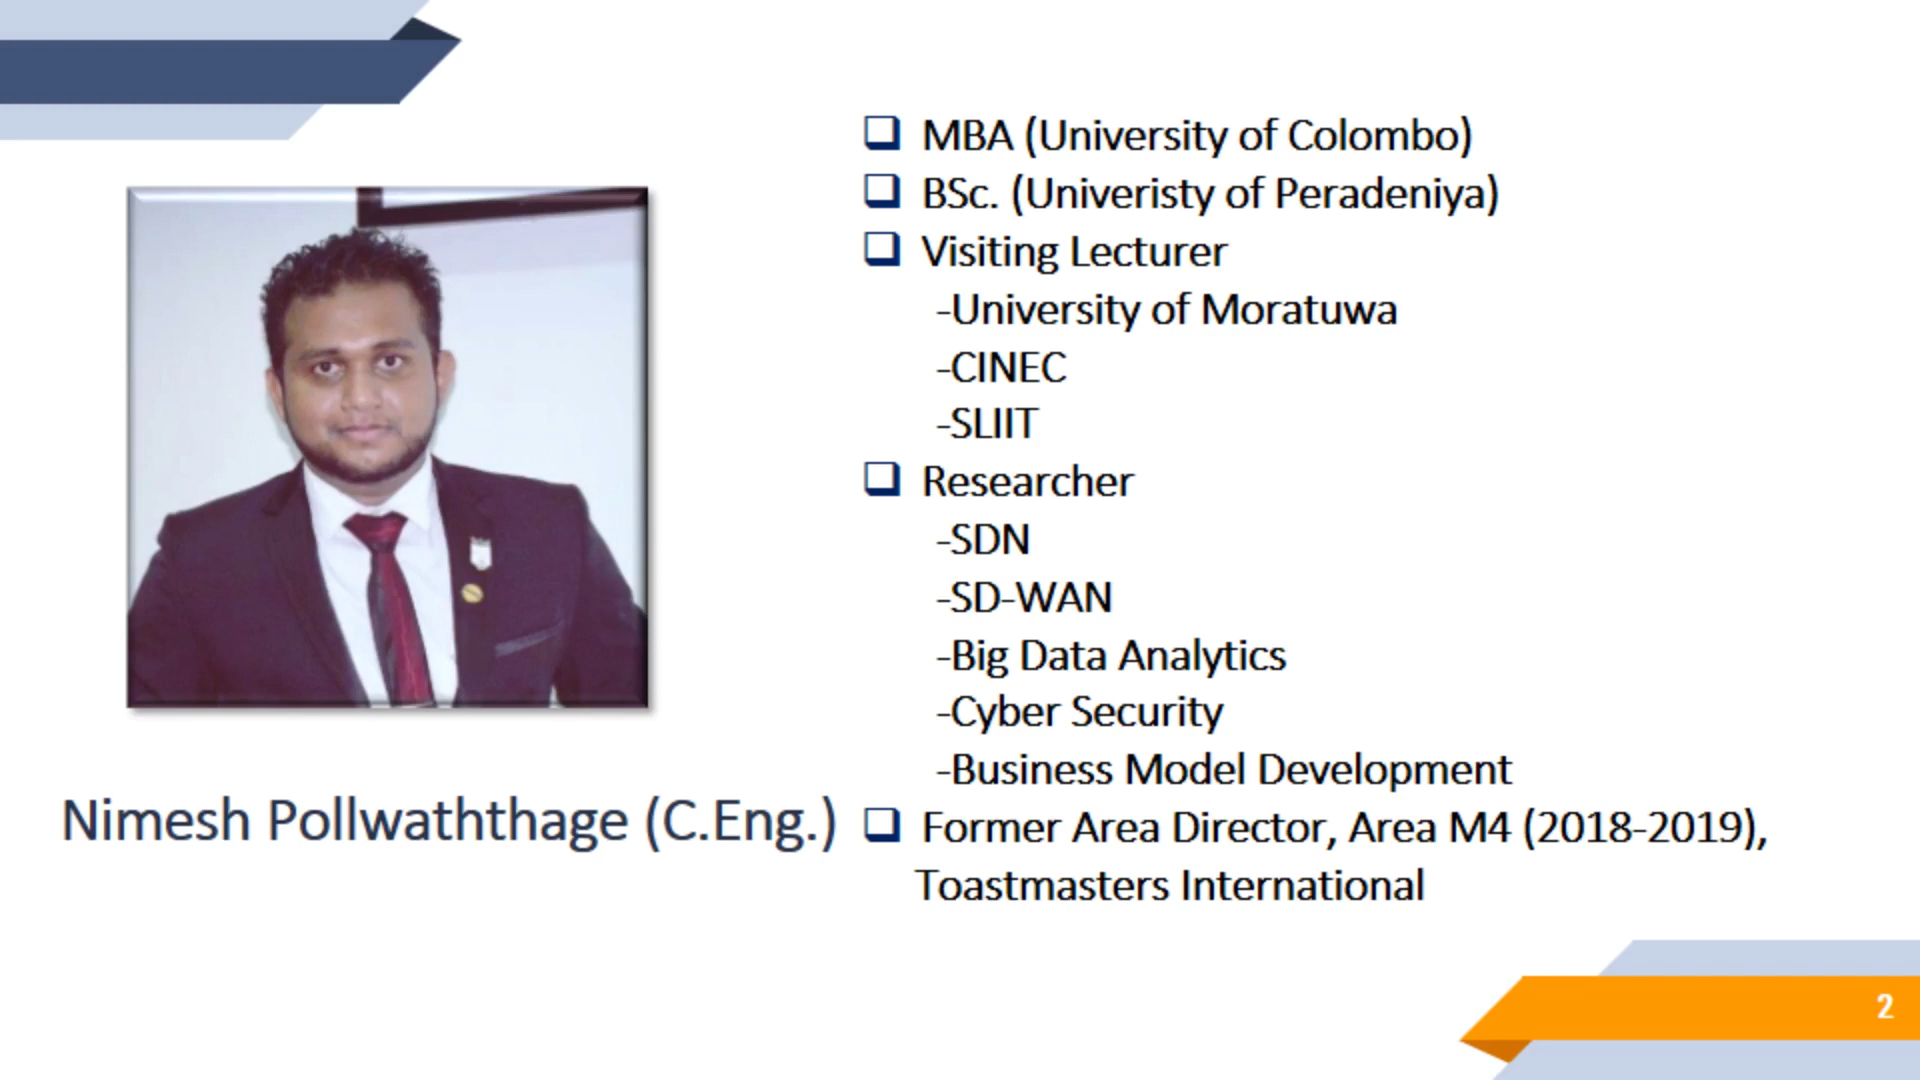 MBA (University of Colombo)
BSc. (Univeristy of Peradeniya)
Visiting Lecturer
-University of Moratuwa
-CINEC
-SLIIT
Researcher
-SDN
-SD-WAN
-Big Data Analytics
-Cyber Security
-Business Model Development
Former Area Director, Area M4 (2018-2019),
Toastmasters International
Nimesh Pollwaththage (C.Eng.)
2